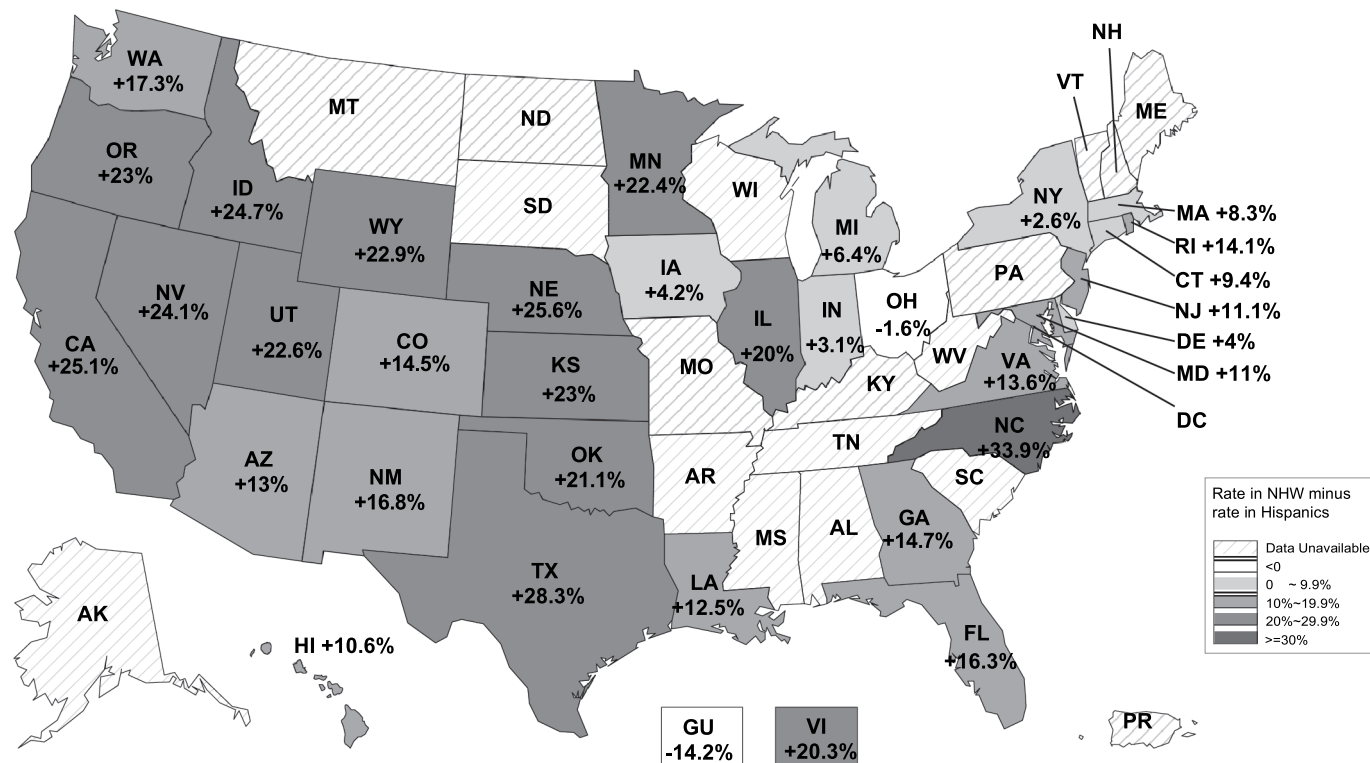 NH
VT
WA
+17.3%
MT
ND
ME
OR
+23%
MN
+22.4%
ID
+24.7%
WI
SD
NY
+2.6%
MA +8.3%
WY
+22.9%
MI
+6.4%
RI +14.1%
IA
+4.2%
PA
CT +9.4%
NV
+24.1%
NE
+25.6%
OH
-1.6%
NJ +11.1%
UT
+22.6%
IL
+20%
IN
+3.1%
DE +4%
CA
+25.1%
CO
+14.5%
WV
VA
+13.6%
MD +11%
KS
+23%
MO
KY
DC
NC
+33.9%
TN
AZ
+13%
OK
+21.1%
NM
+16.8%
AR
SC
GA
+14.7%
MS
AL
Rate in NHW minus
rate in Hispanics
Data Unavailable
<0
0 ~ 9.9%
10%~19.9%
20%~29.9%
>=30%
TX
+28.3%
LA
+12.5%
AK
FL
+16.3%
HI +10.6%
GU
-14.2%
VI
+20.3%
PR